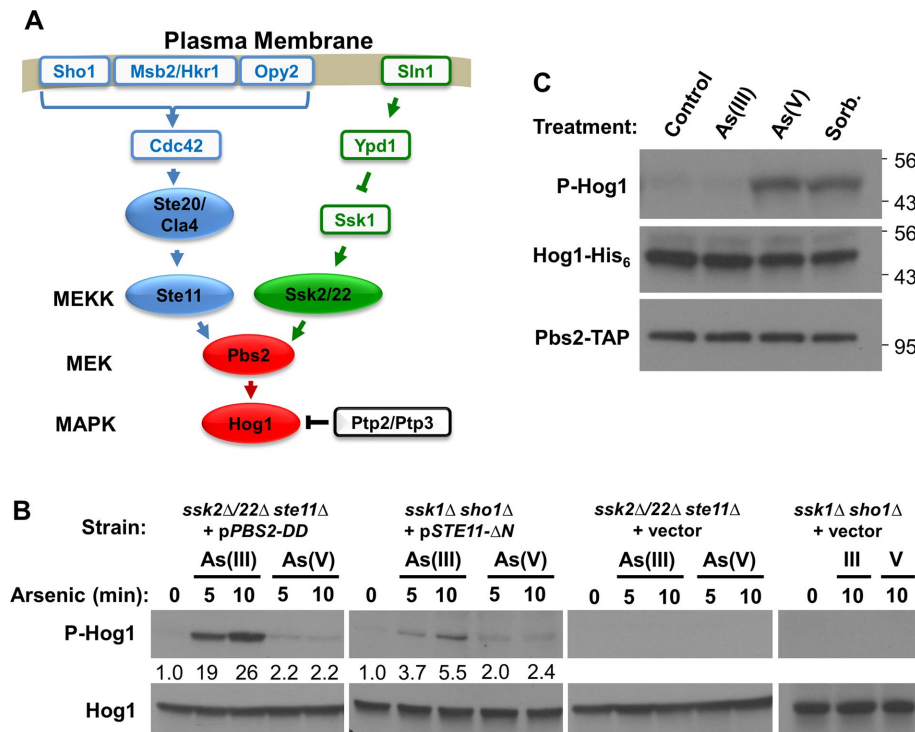 A
Plasma Membrane
Sho1 Msb2/Hkr1 Opy2 Sln1
Cdc42 Ypd1
Ste20/
Cla4
Ssk1
MEKK Ste11 Ssk2/22
MEK Pbs2
MAPK Hog1 Ptp2/Ptp3
C
Treatment: Control As(III) As(V) Sorb.
P-Hog1 56
43
Hog1-His6 56
43
Pbs2-TAP 95
B
Strain: ssk2Δ/22Δ ste11Δ
+ pPBS2-DD
ssk1Δ sho1Δ
+ pSTE11-ΔN
ssk2Δ/22Δ ste11Δ
+ vector
ssk1Δ sho1Δ
+ vector
As(III) As(V) As(III) As(V) As(III) As(V) III V
Arsenic (min): 0 5 10 5 10 0 5 10 5 10 0 5 10 5 10 0 10 10
P-Hog1
1.0 19 26 2.2 2.2 1.0 3.7 5.5 2.0 2.4
Hog1